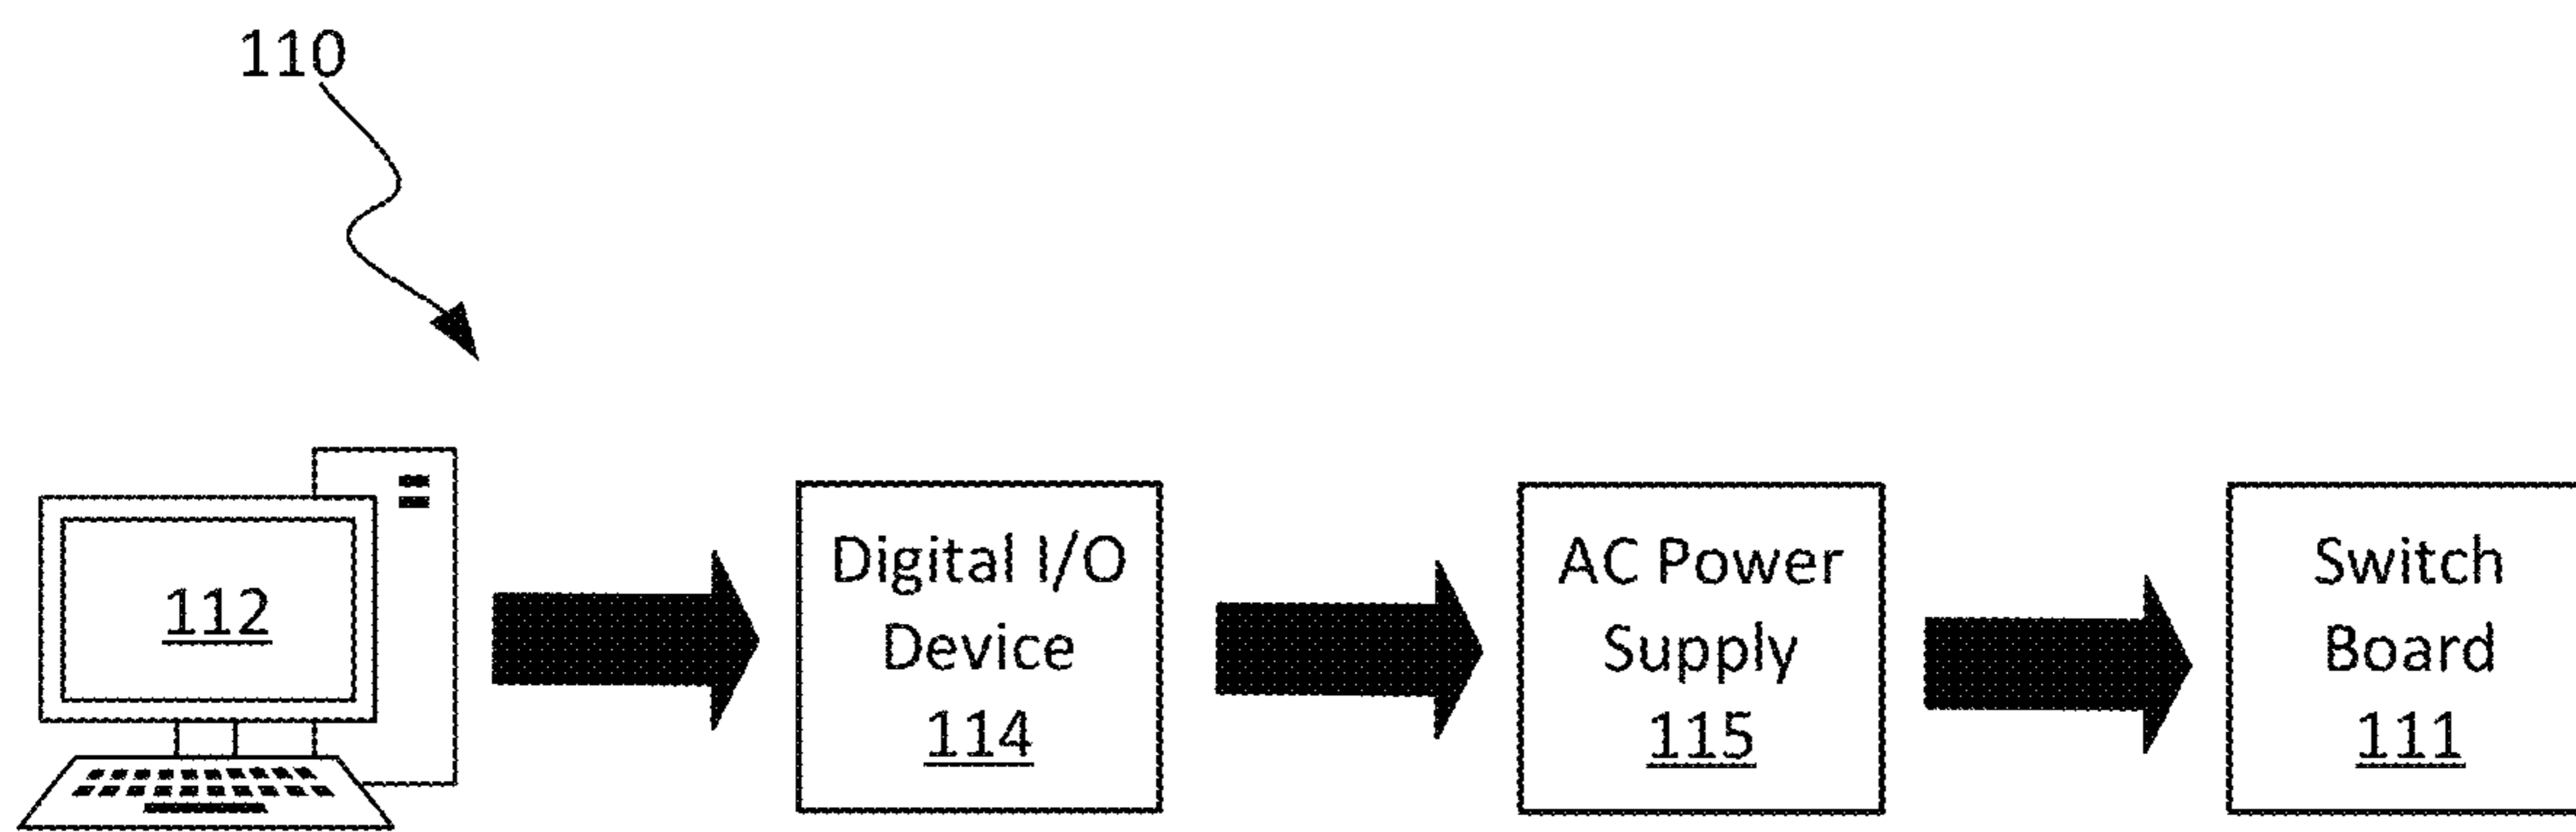 110
112
Digital I/O
Device
114
AC Power
Supply
115
Switch
Board
111